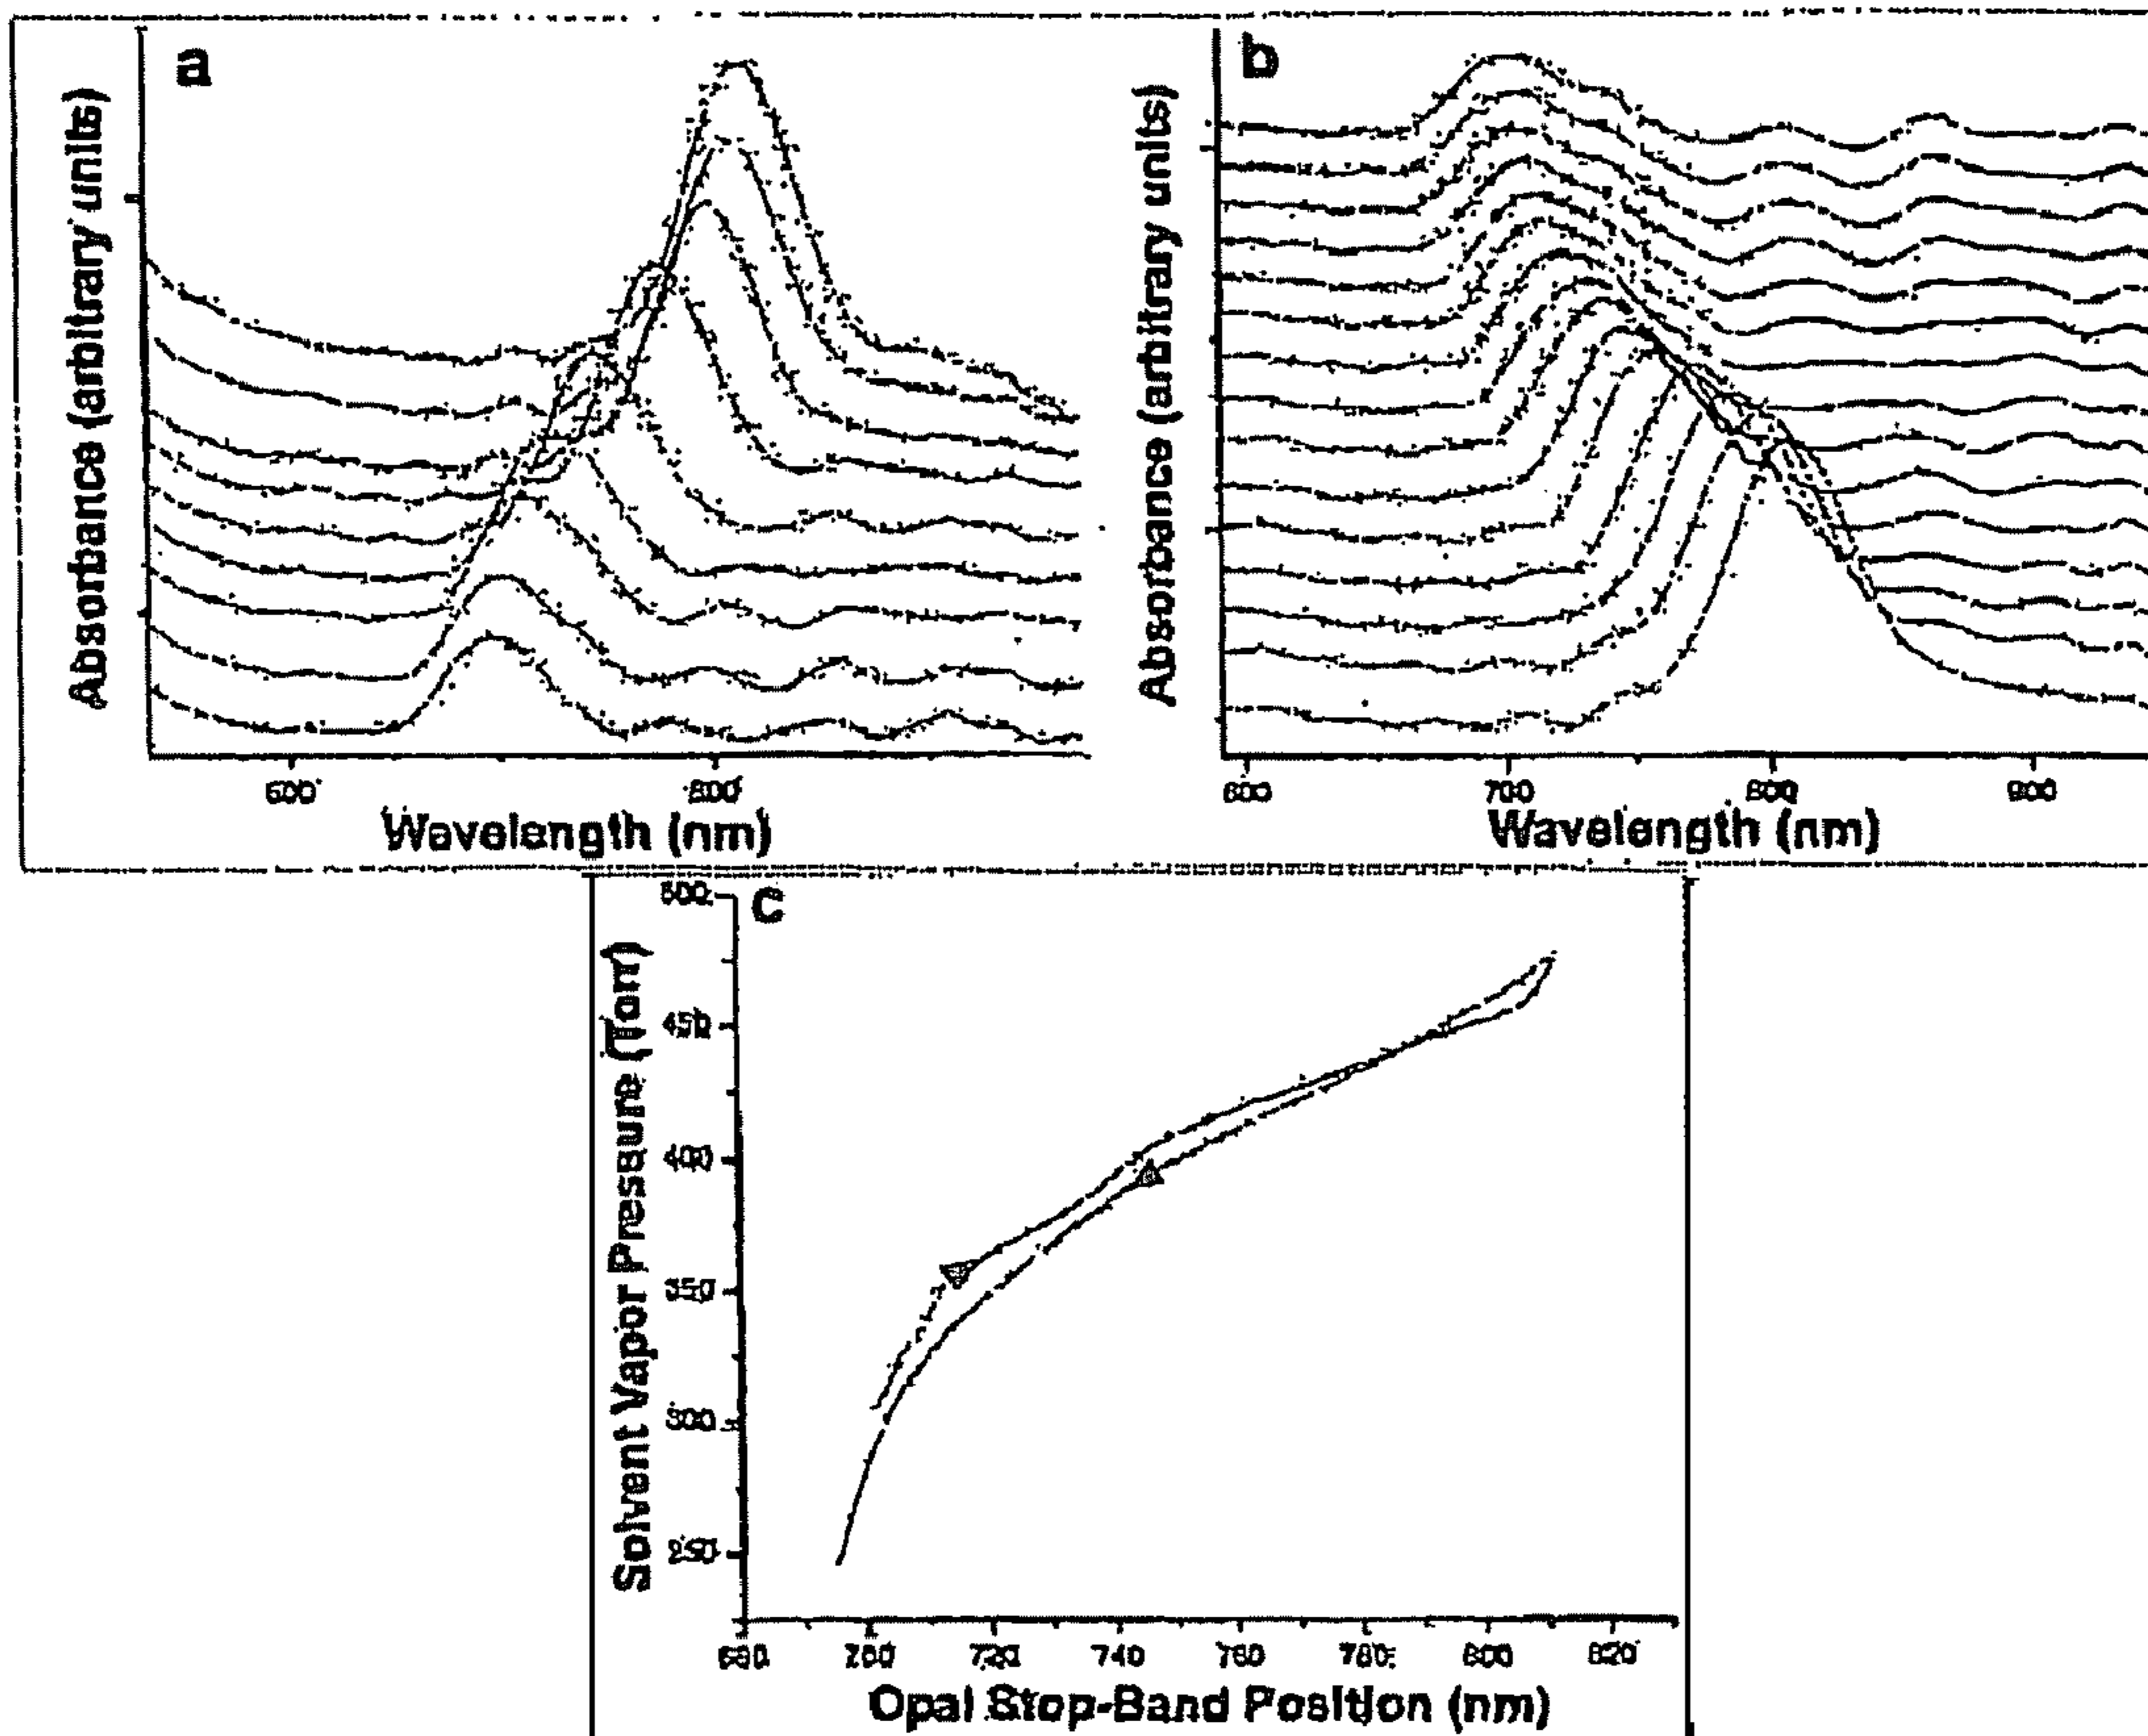 a
Absorbance (arbitrary units)
600 800
Wavelength (nm)
b
Absorbance (arbitrary units)
600 700 800 900
Wavelength (nm)
c
Solvent Vapor Pressure (Torr)
500
450
400
350
300
250
680 700 720 740 760 780 800 820
Opal Stop-Band Position (nm)